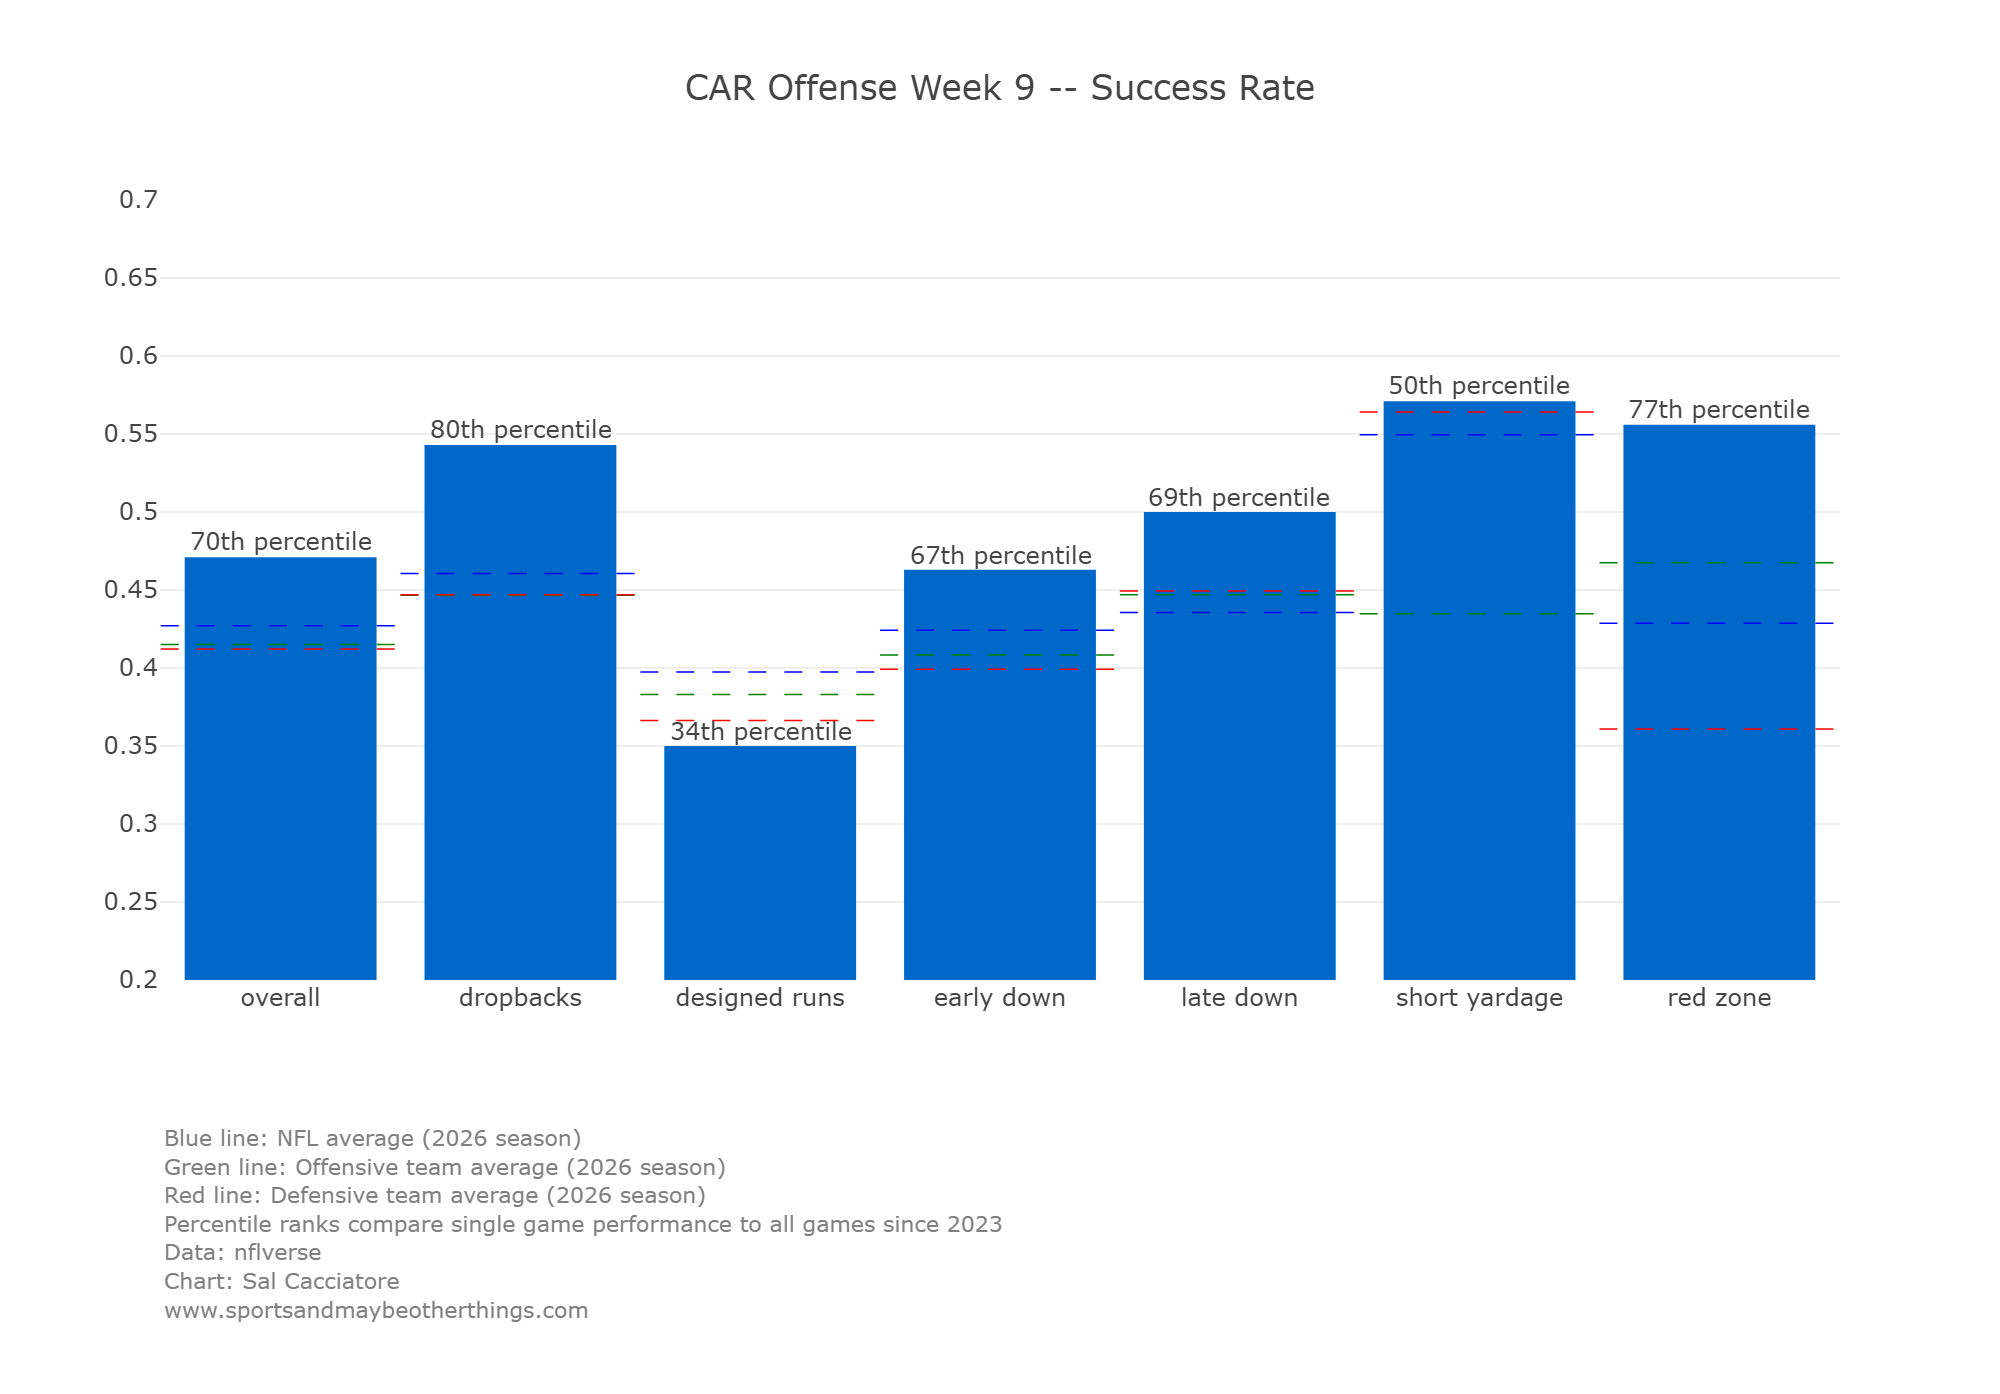 CAR Offense Week 9 -- Success Rate
0.7
0.65
0.6
0.55
0.5
0.45
0.4
0.35
0.3
0.25
0.2
70th percentile
80th percentile
34th percentile
67th percentile
69th percentile
50th percentile
77th percentile
overall
dropbacks
designed runs
early down
late down
short yardage
red zone
Blue line: NFL average (2026 season)
Green line: Offensive team average (2026 season)
Red line: Defensive team average (2026 season)
Percentile ranks compare single game performance to all games since 2023
Data: nflverse
Chart: Sal Cacciatore
www.sportsandmaybeotherthings.com